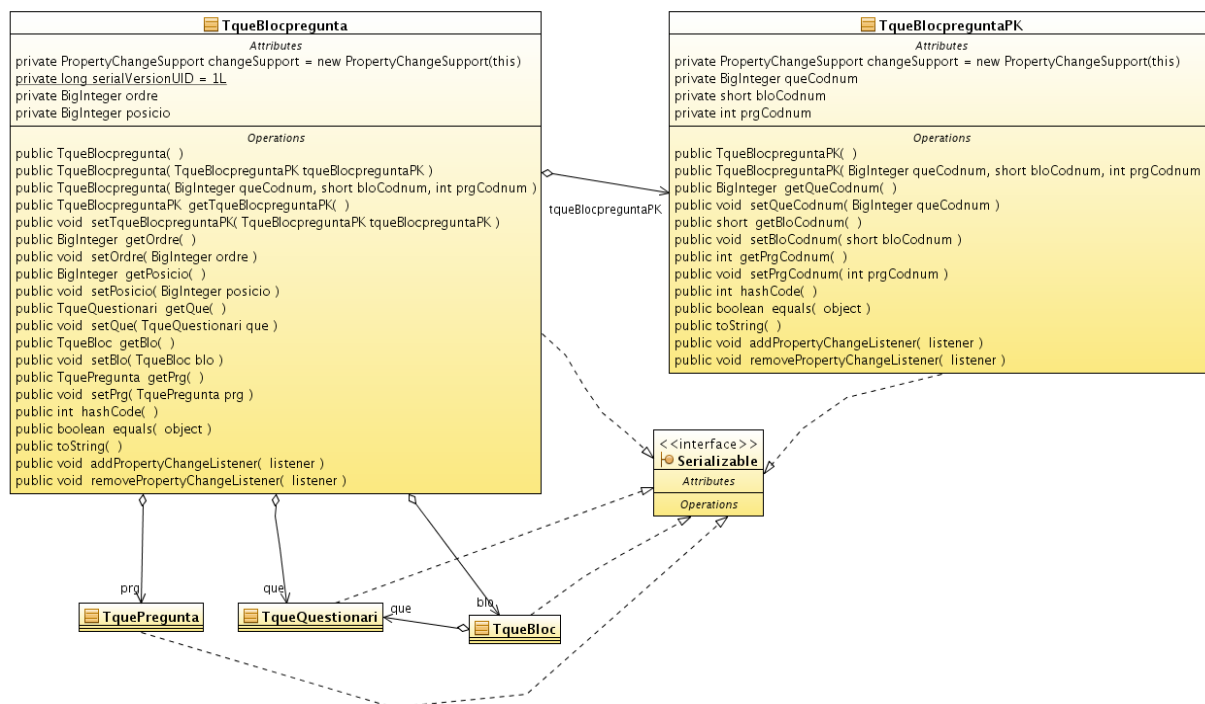 TqueBlocpregunta
Attributes
private PropertyChangeSupport changeSupport = new PropertyChangeSupport(this)
private long serialVersionUID = 1L
private BigInteger ordre
private BigInteger posicio
Operations
public TqueBlocpregunta( )
public TqueBlocpregunta( TqueBlocpreguntaPK tqueBlocpreguntaPK )
public TqueBlocpregunta( BigInteger queCodnum, short bloCodnum, int prgCodnum )
public TqueBlocpreguntaPK getTqueBlocpreguntaPK( )
public void setTqueBlocpreguntaPK( TqueBlocpreguntaPK tqueBlocpreguntaPK )
public BigInteger getOrdre( )
public void setOrdre( BigInteger ordre )
public BigInteger getPosicio( )
public void setPosicio( BigInteger posicio )
public TqueQuestionari getQue( )
public void setQue( TqueQuestionari que )
public TqueBloc getBlo( )
public void setBlo( TqueBloc blo )
public TquePregunta getPrg( )
public void setPrg( TquePregunta prg )
public int hashCode( )
public boolean equals( object )
public toString( )
public void addPropertyChangeListener( listener )
public void removePropertyChangeListener( listener )
TqueBlocpreguntaPK
Attributes
private PropertyChangeSupport changeSupport = new PropertyChangeSupport(this)
private BigInteger queCodnum
private short bloCodnum
private int prgCodnum
Operations
public TqueBlocpreguntaPK( )
public TqueBlocpreguntaPK( BigInteger queCodnum, short bloCodnum, int prgCodnum
public BigInteger getQueCodnum( )
public void setQueCodnum( BigInteger queCodnum )
public short getBloCodnum( )
public void setBloCodnum( short bloCodnum )
public int getPrgCodnum( )
public void setPrgCodnum( int prgCodnum )
public int hashCode( )
public boolean equals( object )
public toString( )
public void addPropertyChangeListener( listener )
public void removePropertyChangeListener( listener )
tqueBlocpreguntaPK
<<interface>>
Serializable
Attributes
Operations
prg
que
blo
que
TquePregunta
TqueQuestionari
TqueBloc